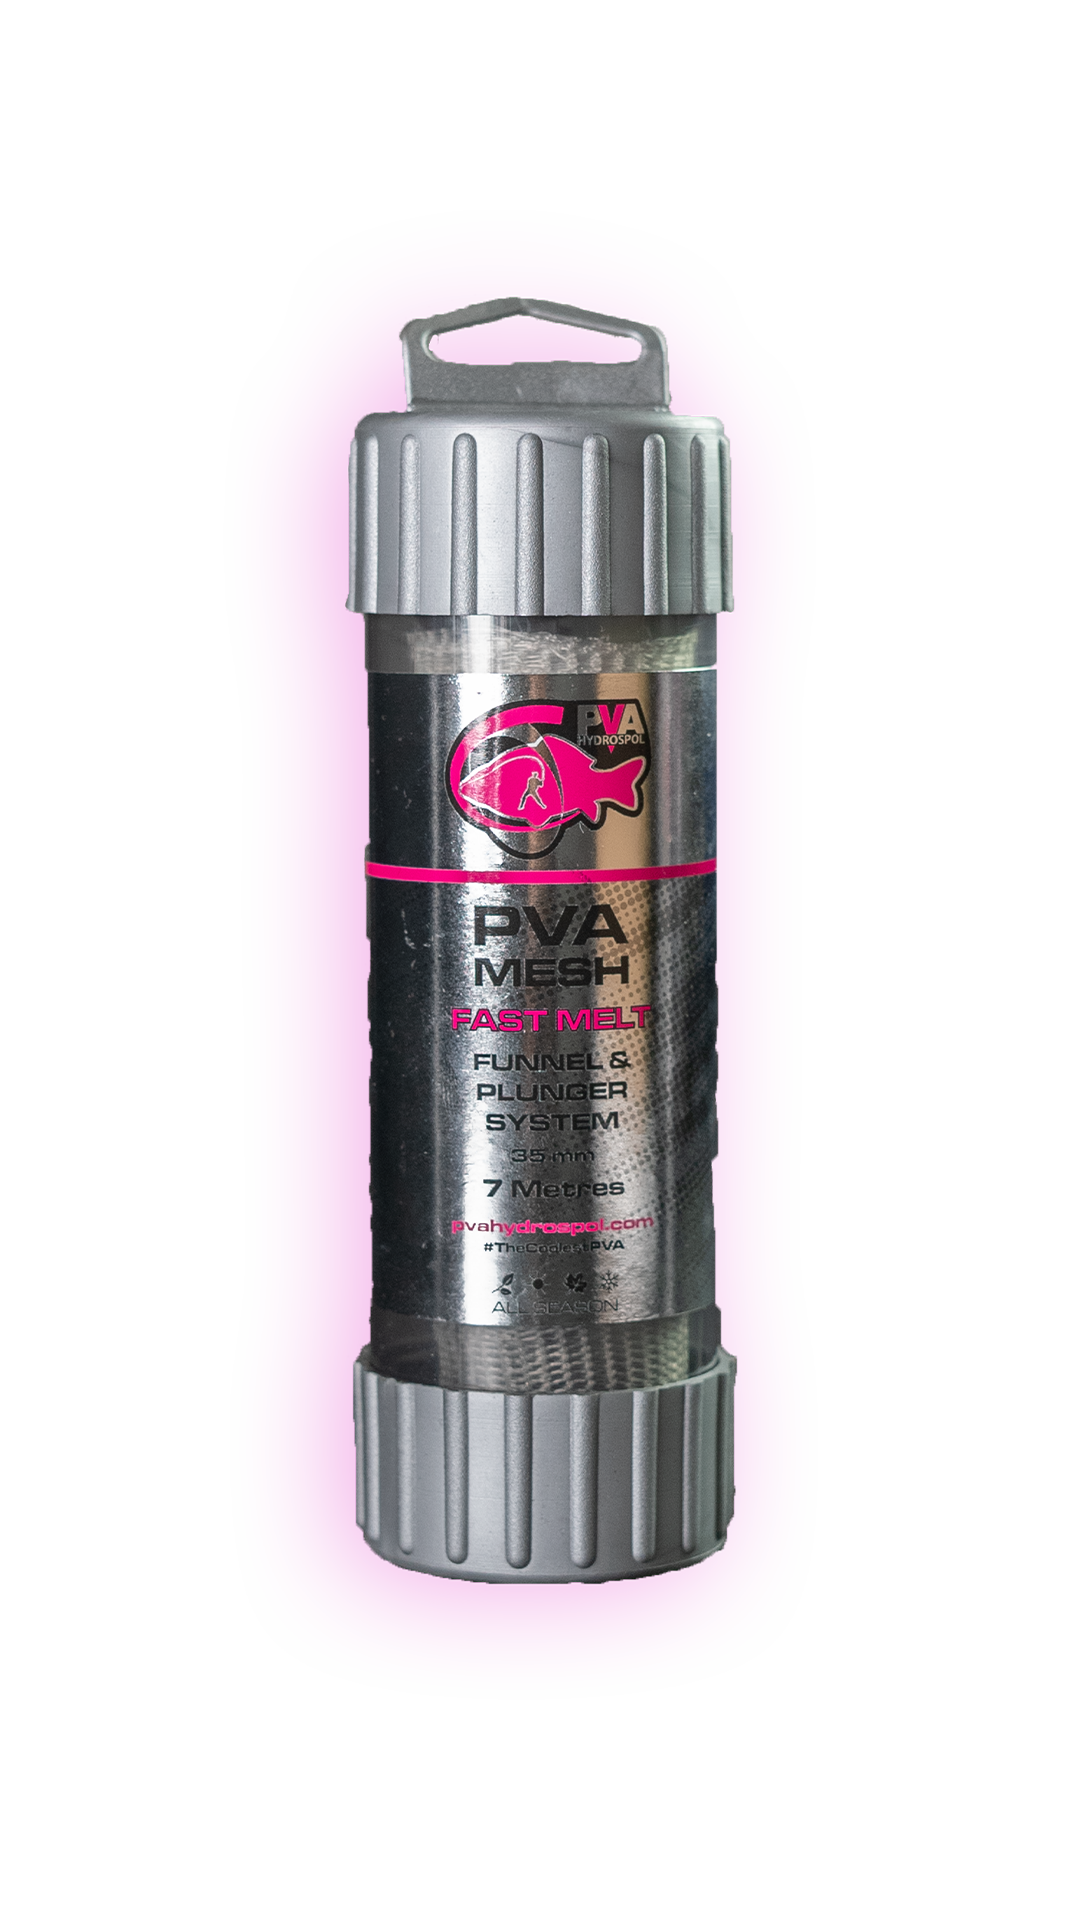 PVA
HYDROSPOL
PVA
MESH
FAST MELT
FUNNEL &
PLUNGER
SYSTEM
35 mm
7 Metres
pvahydrospol.com
#TheCoolestPVA
ALL SEASON